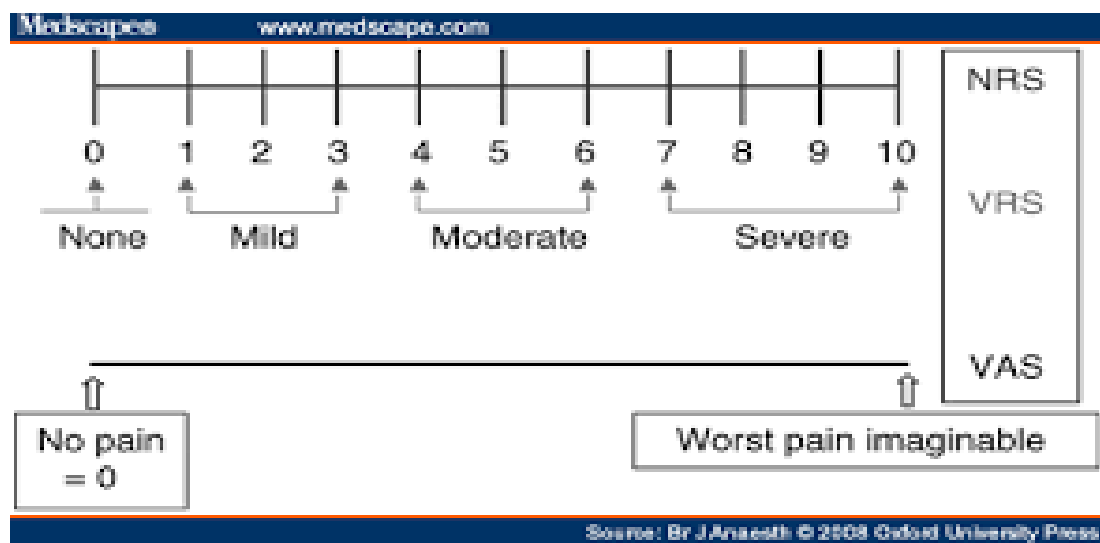 Medscape® www.medscape.com
0 1 2 3 4 5 6 7 8 9 10 NRS
None Mild Moderate Severe VRS
VAS
No pain
= 0
Worst pain imaginable
Source: Br J Anaesth © 2008 Oxford University Press